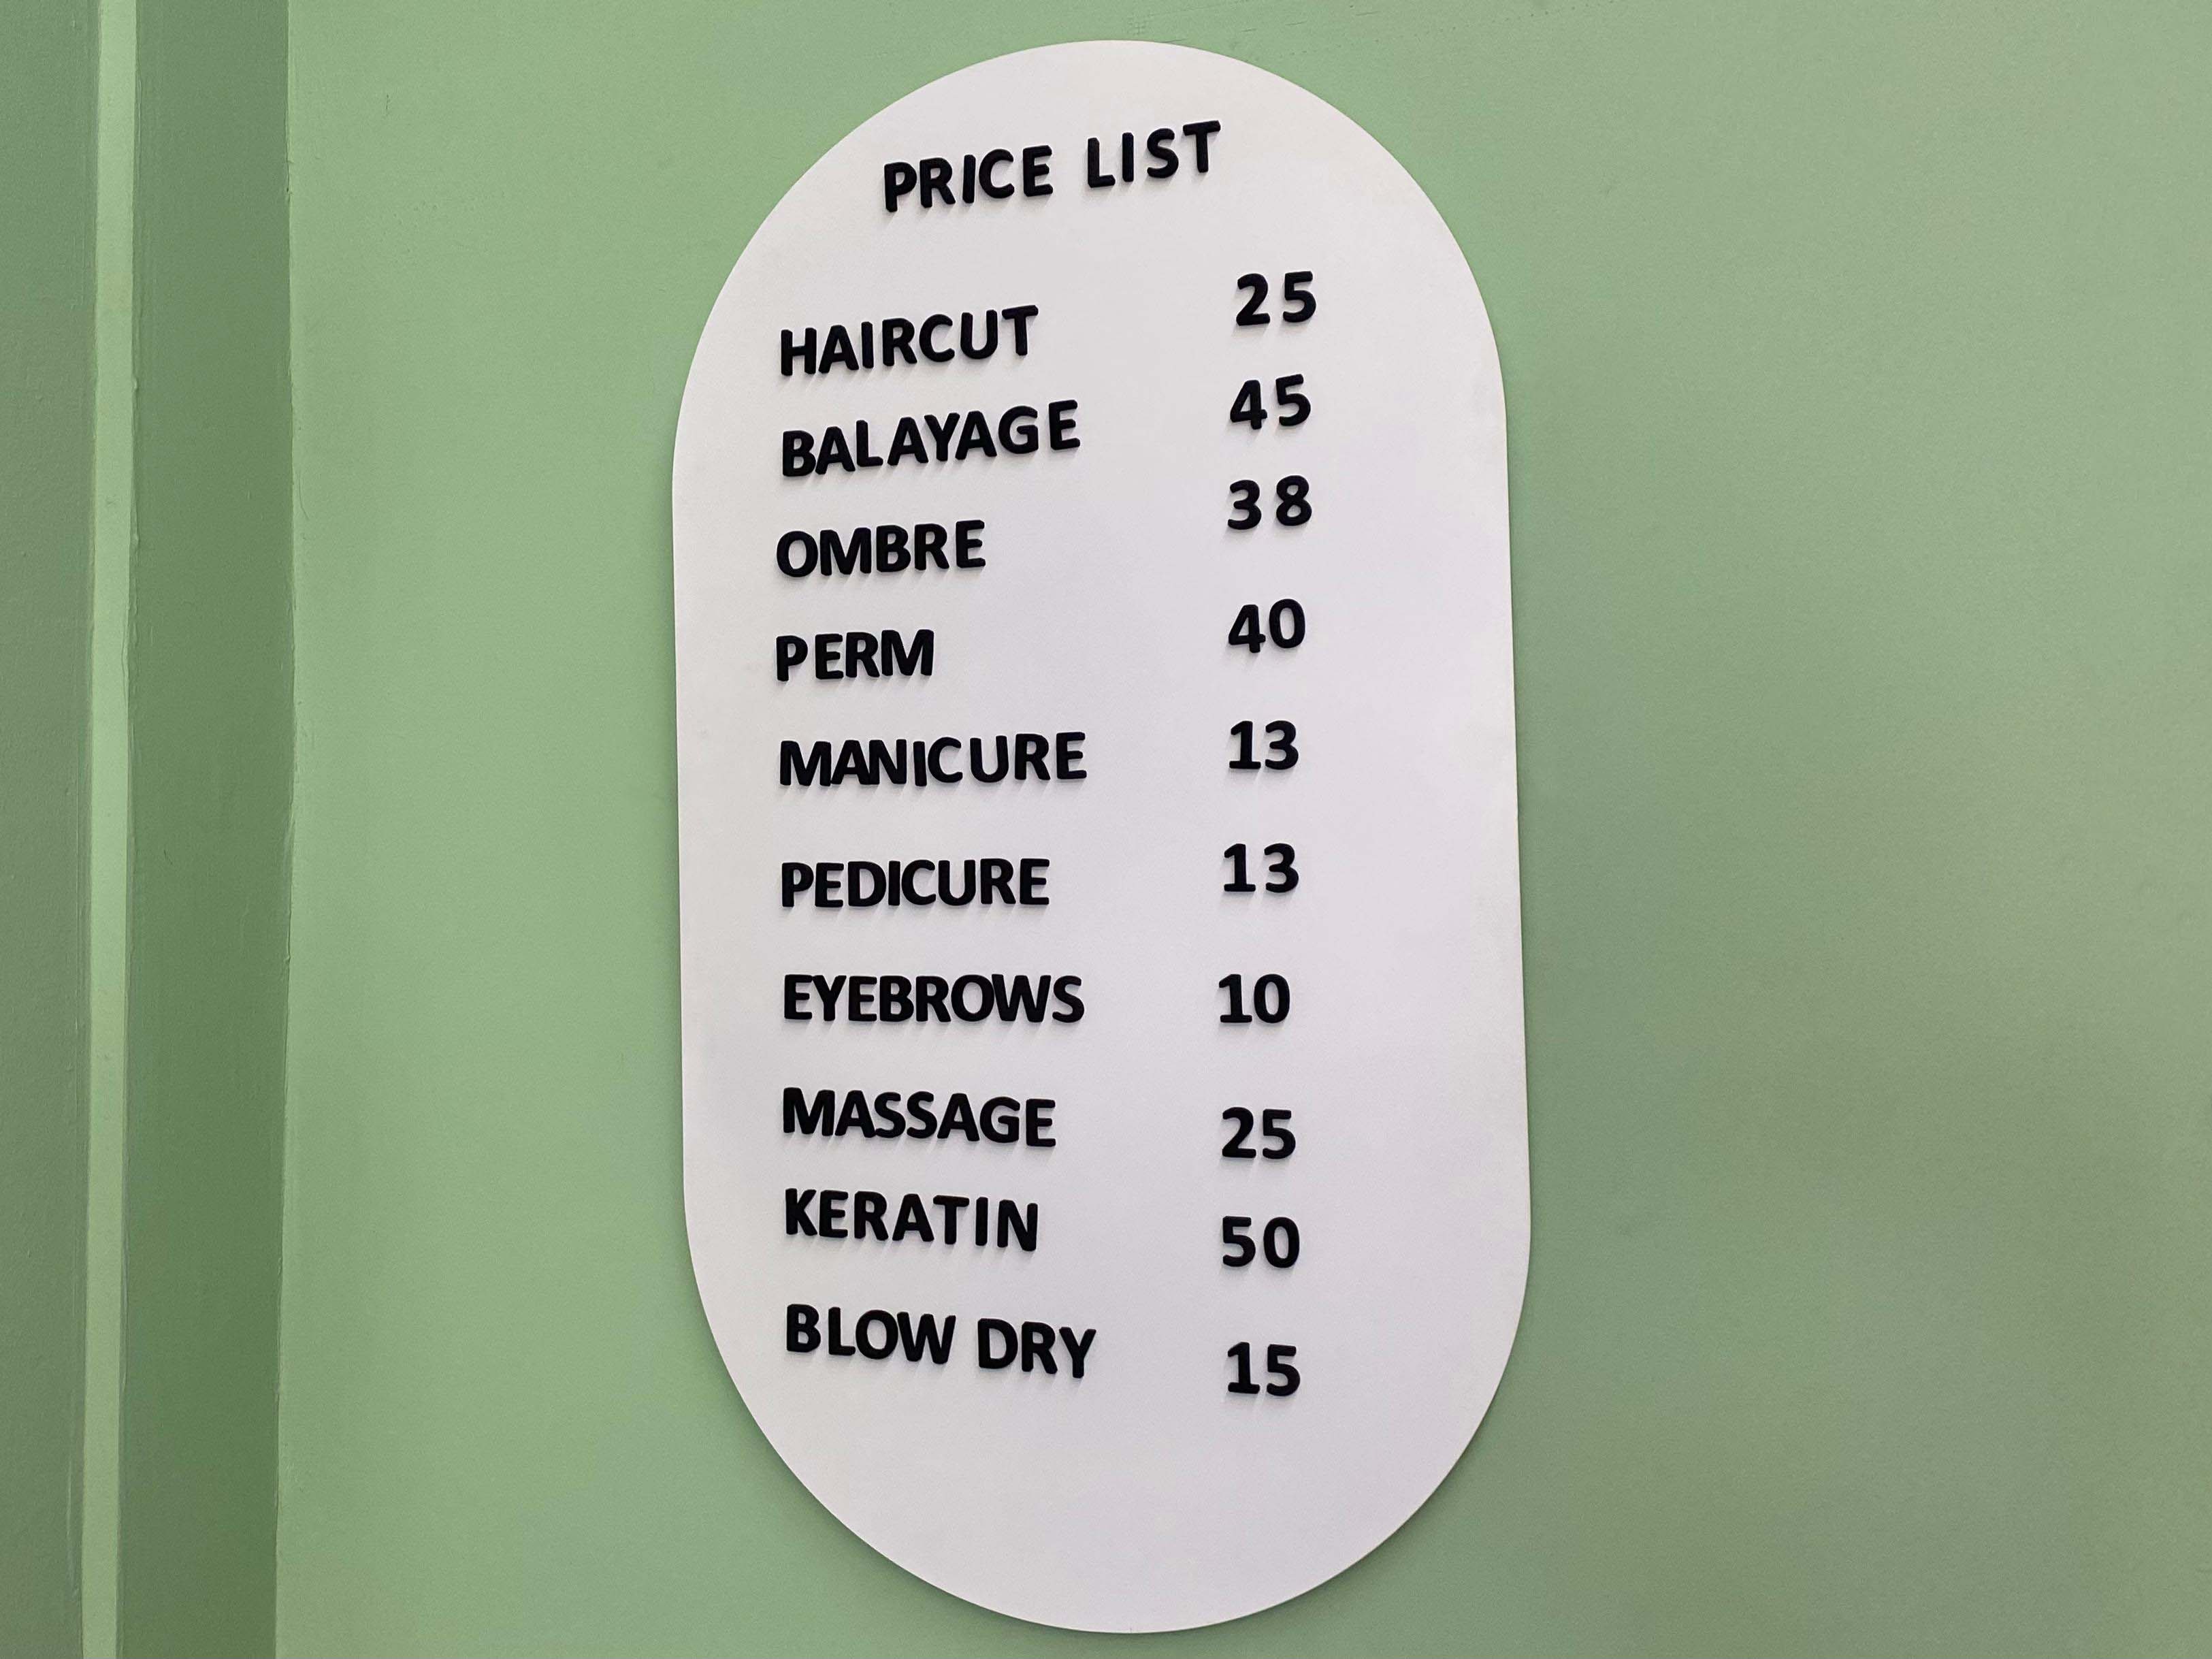 PRICE LIST
HAIRCUT 25
BALAYAGE 45
OMBRE 38
PERM 40
MANICURE 13
PEDICURE 13
EYEBROWS 10
MASSAGE 25
KERATIN 50
BLOW DRY 15